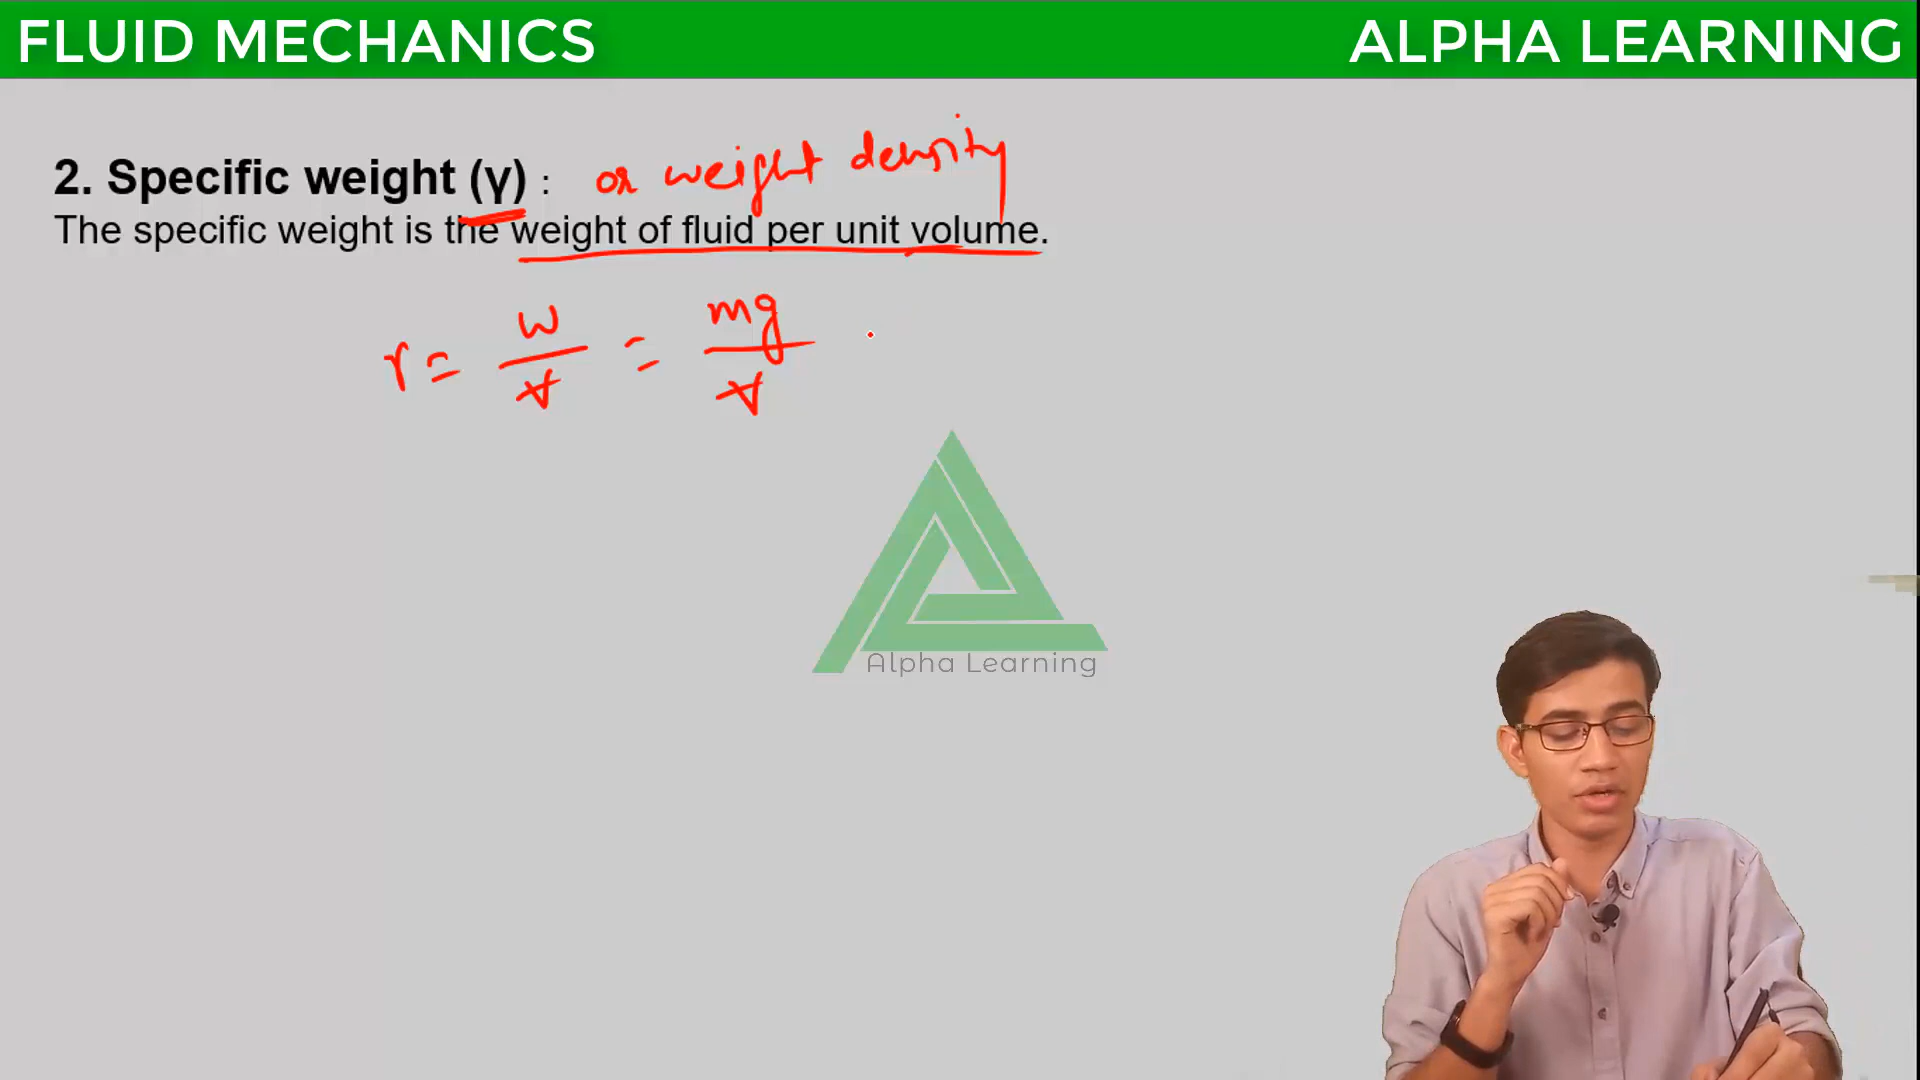 FLUID MECHANICS
ALPHA LEARNING
2. Specific weight (γ) : or weight density
The specific weight is the weight of fluid per unit volume.
γ = W/V = mg/V
Alpha Learning